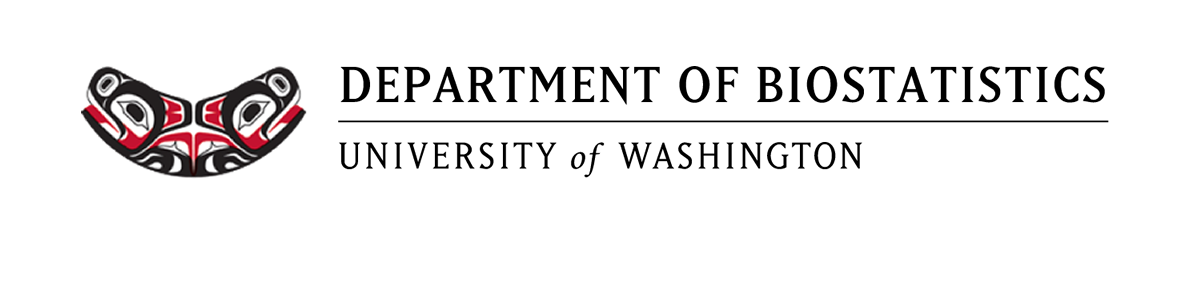 DEPARTMENT OF BIOSTATISTICS
UNIVERSITY of WASHINGTON